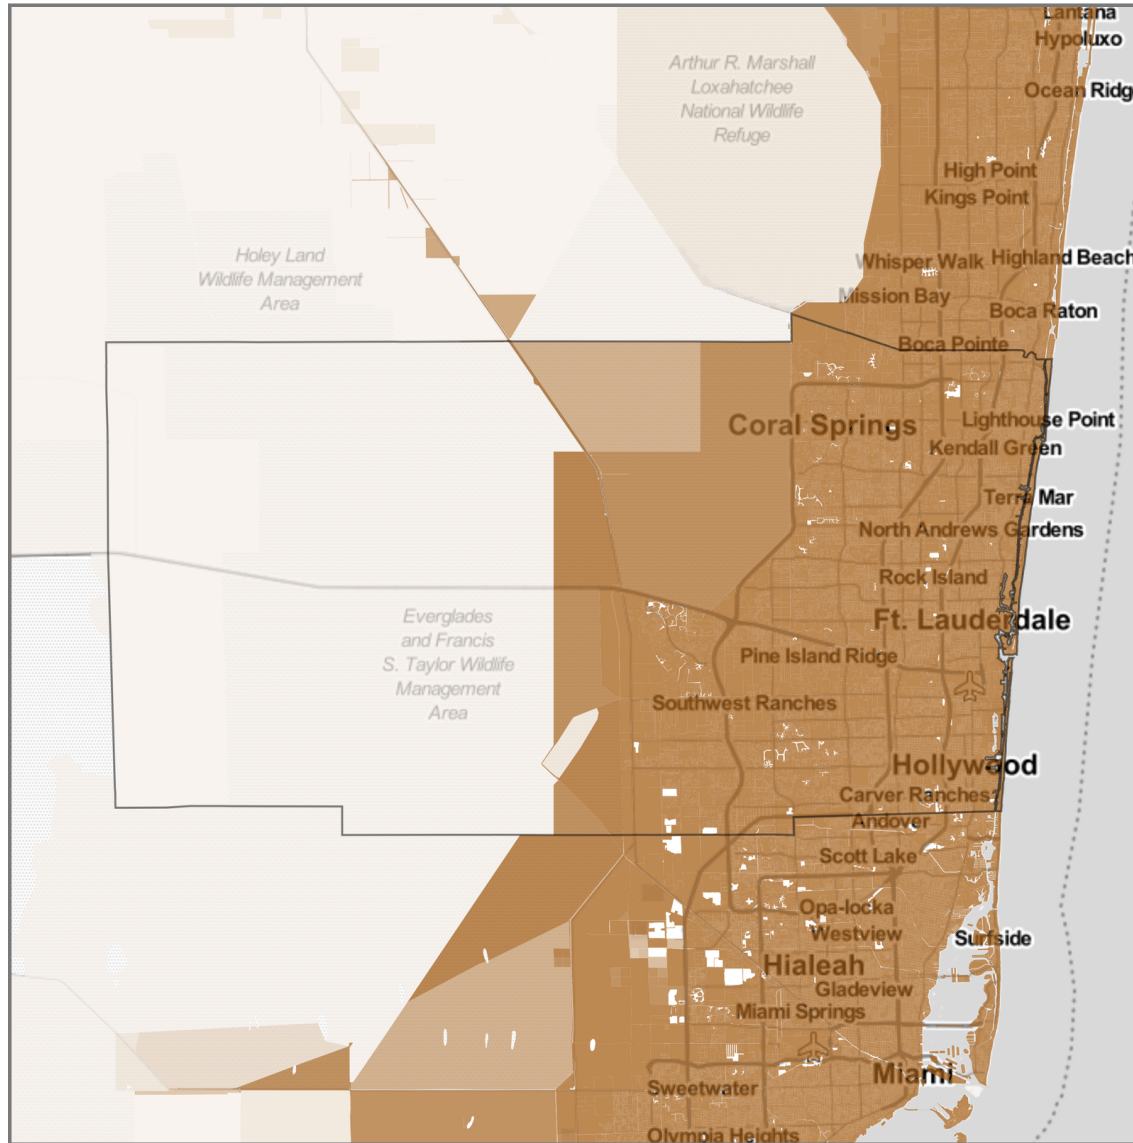 Lantana
Hypoluxo
Arthur R. Marshall
Loxahatchee
National Wildlife
Refuge
Ocean Ridg
High Point
Kings Point
Holey Land
Wildlife Management
Area
Whisper Walk
Highland Beach
Mission Bay
Boca Raton
Boca Pointe
Coral Springs
Lighthouse Point
Kendall Green
Terra Mar
North Andrews Gardens
Rock Island
Everglades
and Francis
S. Taylor Wildlife
Management
Area
Ft. Lauderdale
Pine Island Ridge
Southwest Ranches
Hollywood
Carver Ranches
Andover
Scott Lake
Opa-locka
Westview
Surfside
Hialeah
Gladeview
Miami Springs
Miami
Sweetwater
Olympia Heights